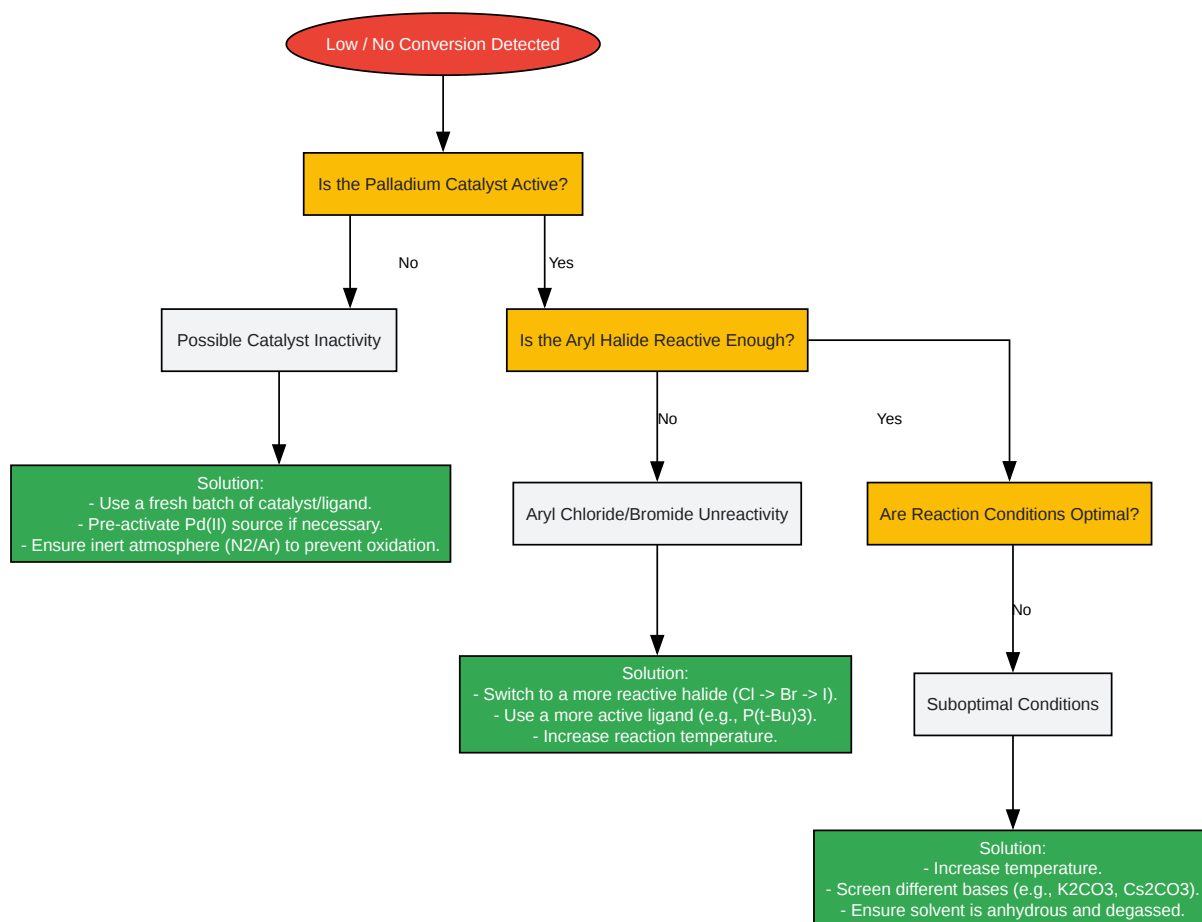 Low / No Conversion Detected
Is the Palladium Catalyst Active?
No
Yes
Possible Catalyst Inactivity
Is the Aryl Halide Reactive Enough?
No
Yes
Solution:
- Use a fresh batch of catalyst/ligand.
- Pre-activate Pd(II) source if necessary.
- Ensure inert atmosphere (N2/Ar) to prevent oxidation.
Aryl Chloride/Bromide Unreactivity
Are Reaction Conditions Optimal?
No
Solution:
- Switch to a more reactive halide (Cl -> Br -> I).
- Use a more active ligand (e.g., P(t-Bu)3).
- Increase reaction temperature.
Suboptimal Conditions
Solution:
- Increase temperature.
- Screen different bases (e.g., K2CO3, Cs2CO3).
- Ensure solvent is anhydrous and degassed.